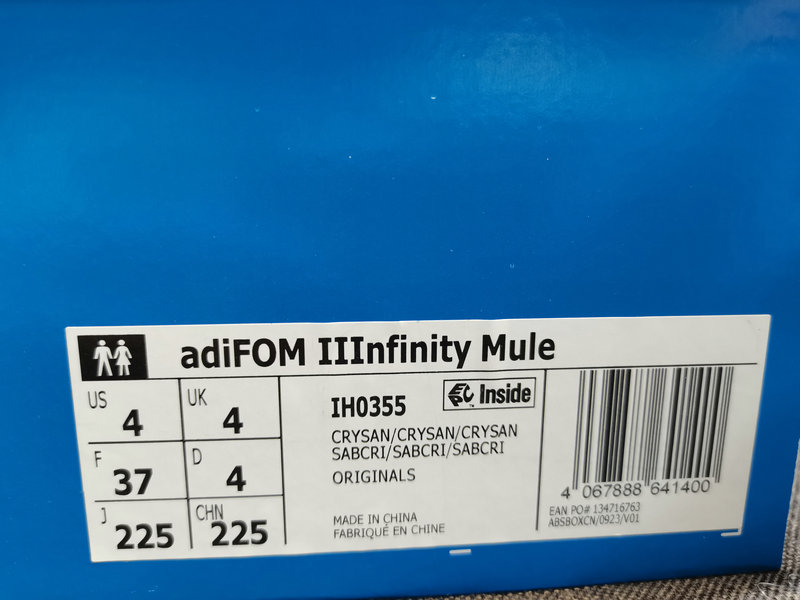 adiFOM IIInfinity Mule
US 4
UK 4
F 37
D 4
J 225
CHN 225
IH0355
Inside
CRYSAN/CRYSAN/CRYSAN
SABCRI/SABCRI/SABCRI
ORIGINALS
MADE IN CHINA
FABRIQUÉ EN CHINE
4 067888 641400
EAN PO# 134716763
ABSBOXCN/0923/V01